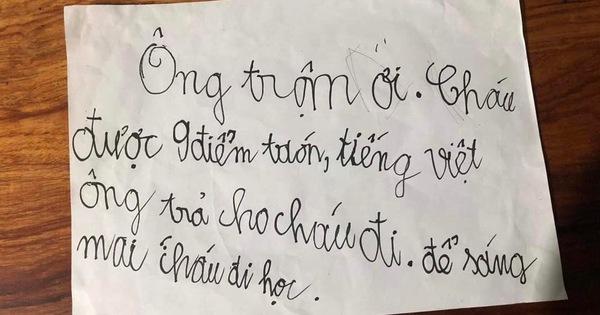 Ông trộm ơi. Cháu
được 9 điểm toán, tiếng việt
ông trả cho cháu đi. để sáng
mai cháu đi học.